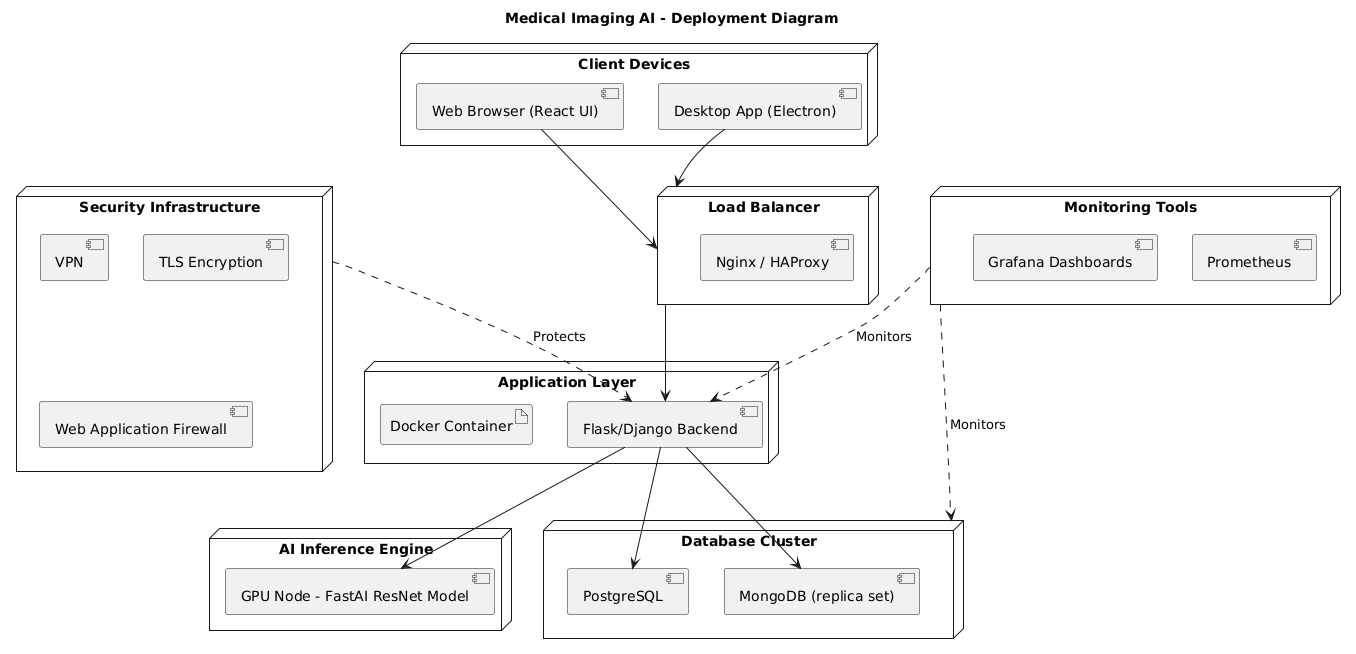 Medical Imaging AI - Deployment Diagram
Client Devices
Web Browser (React UI)
Desktop App (Electron)
Security Infrastructure
VPN
TLS Encryption
Web Application Firewall
Load Balancer
Nginx / HAProxy
Monitoring Tools
Grafana Dashboards
Prometheus
Protects
Monitors
Monitors
Application Layer
Docker Container
Flask/Django Backend
AI Inference Engine
GPU Node - FastAI ResNet Model
Database Cluster
PostgreSQL
MongoDB (replica set)